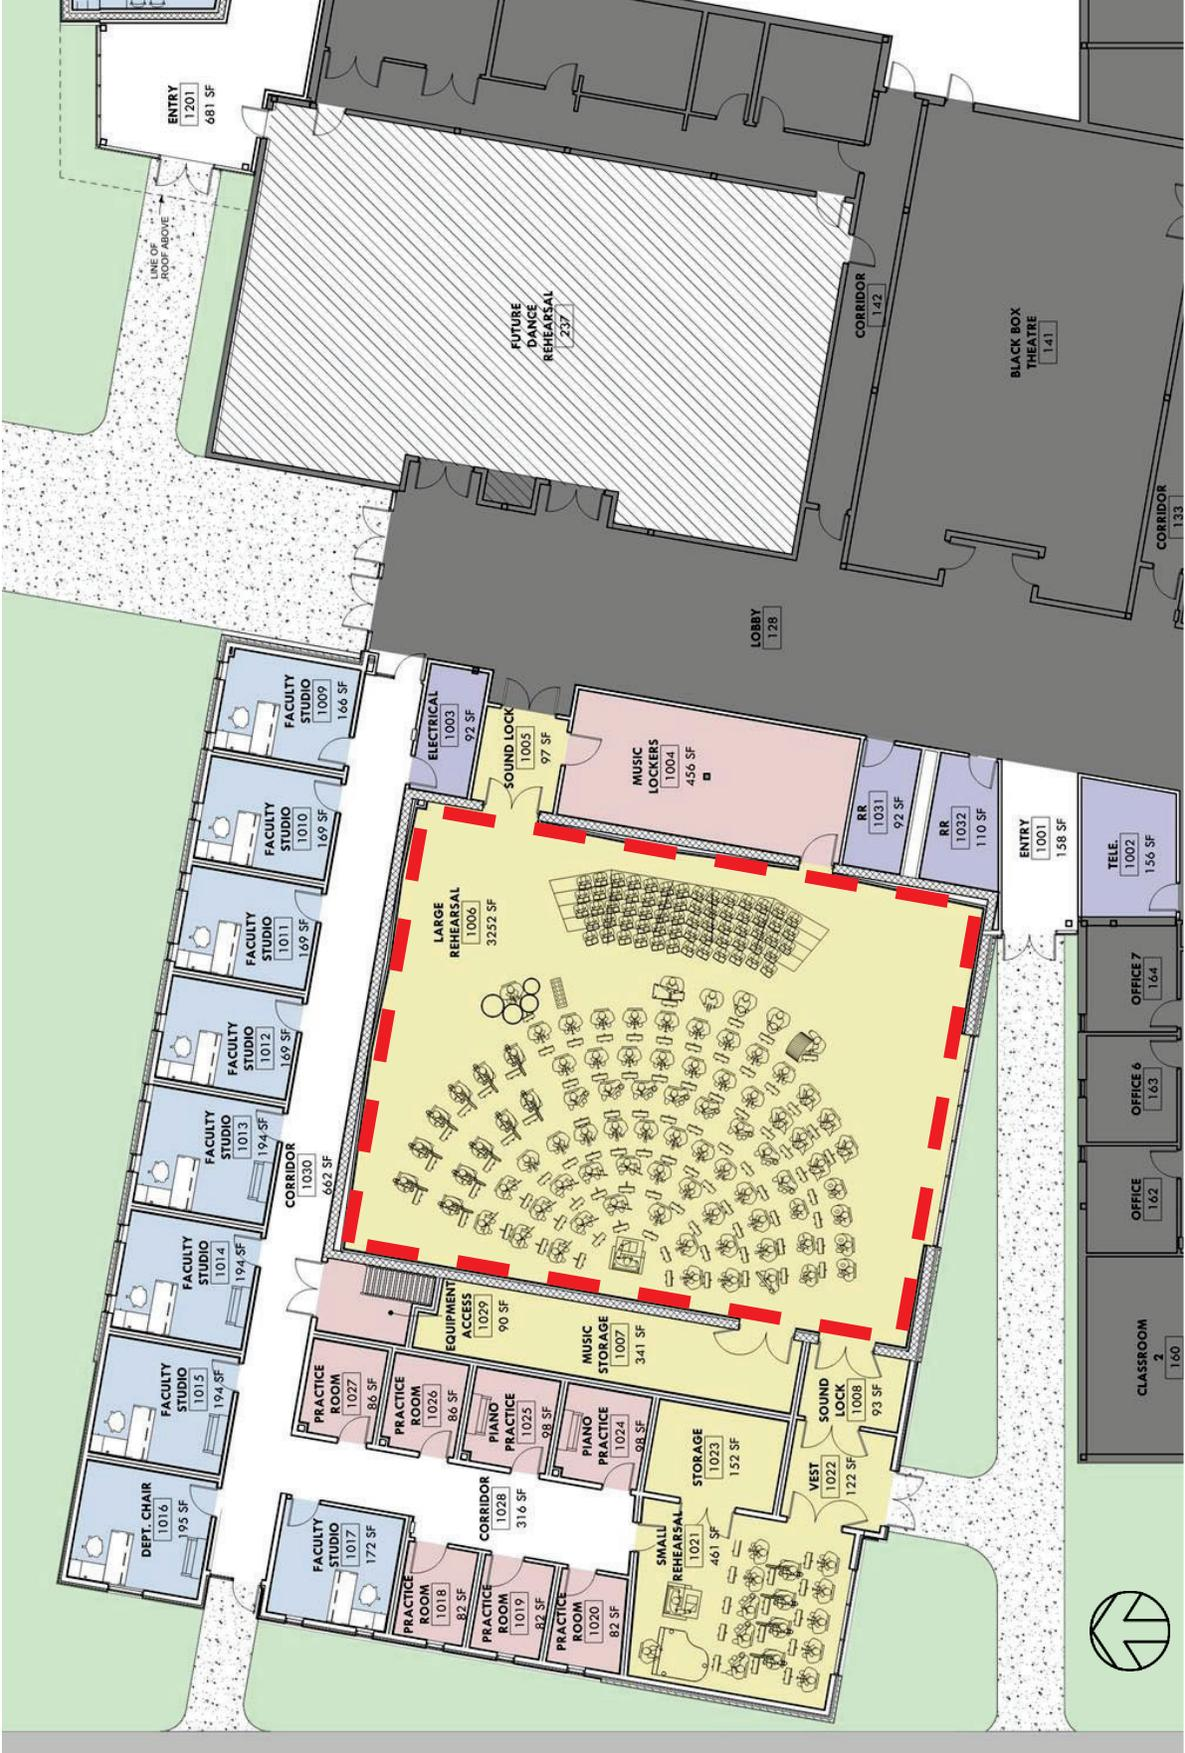 ENTRY
1201
681 SF
LINE OF
ROOF ABOVE
FUTURE
DANCE
REHEARSAL
237
CORRIDOR
142
BLACK BOX
THEATRE
141
CORRIDOR
133
LOBBY
128
FACULTY
STUDIO
1009
166 SF
ELECTRICAL
1003
92 SF
SOUND LOCK
1005
97 SF
MUSIC
LOCKERS
1004
456 SF
RR
1031
92 SF
RR
1032
110 SF
ENTRY
1001
158 SF
TELE.
1002
156 SF
FACULTY
STUDIO
1010
169 SF
FACULTY
STUDIO
1011
169 SF
FACULTY
STUDIO
1012
169 SF
FACULTY
STUDIO
1013
194 SF
FACULTY
STUDIO
1014
194 SF
FACULTY
STUDIO
1015
194 SF
DEPT. CHAIR
1016
195 SF
CORRIDOR
1030
662 SF
LARGE
REHEARSAL
1006
3252 SF
OFFICE 7
164
OFFICE 6
163
OFFICE
162
CLASSROOM
2
160
EQUIPMENT
ACCESS
1029
90 SF
MUSIC
STORAGE
1007
341 SF
SOUND
LOCK
1008
93 SF
PRACTICE
ROOM
1027
86 SF
PRACTICE
ROOM
1026
86 SF
PIANO
PRACTICE
1025
98 SF
PIANO
PRACTICE
1024
98 SF
STORAGE
1023
152 SF
VEST
1022
122 SF
CORRIDOR
1028
316 SF
FACULTY
STUDIO
1017
172 SF
PRACTICE
ROOM
1018
82 SF
PRACTICE
ROOM
1019
82 SF
PRACTICE
ROOM
1020
82 SF
SMALL
REHEARSAL
1021
461 SF